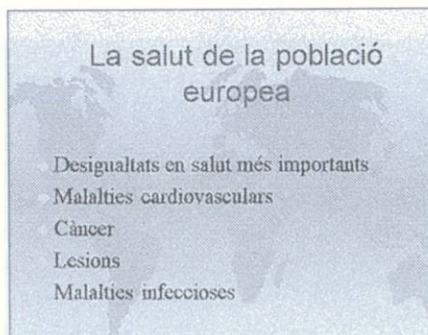 La salut de la població
europea
Desigualtats en salut més importants
Malalties cardiovasculars
Càncer
Lesions
Malalties infeccioses